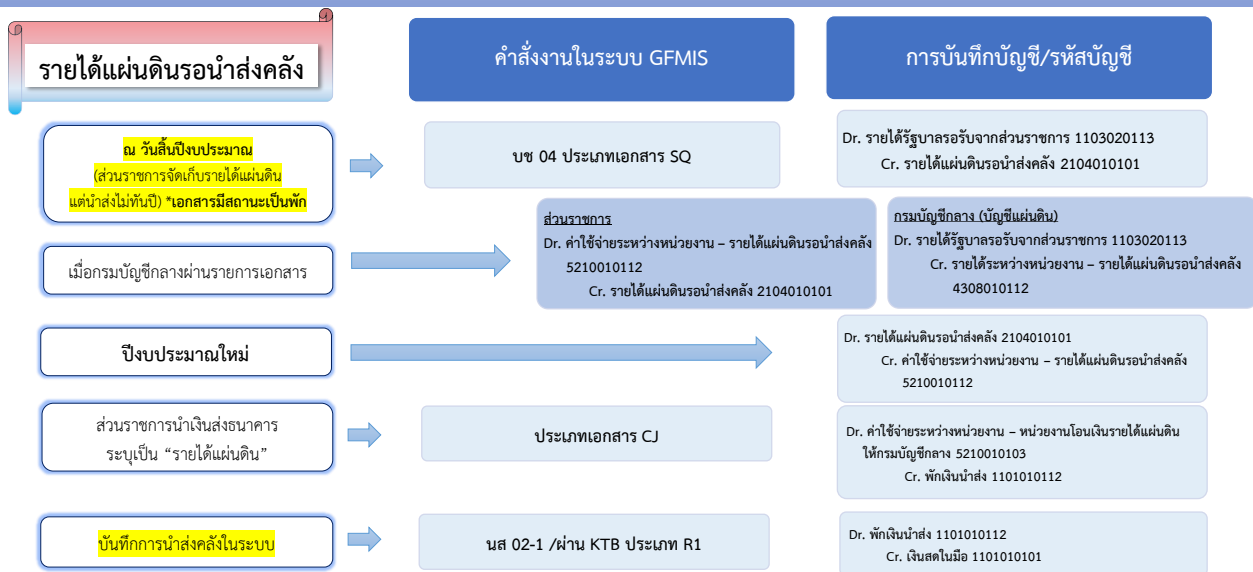 รายได้แผ่นดินรอนำส่งคลัง
คำสั่งงานในระบบ GFMIS
การบันทึกบัญชี/รหัสบัญชี
ณ วันสิ้นปีงบประมาณ
(ส่วนราชการจัดเก็บรายได้แผ่นดิน
แต่นำส่งไม่ทันปี) *เอกสารมีสถานะเป็นพัก
บช 04 ประเภทเอกสาร SQ
Dr. รายได้รัฐบาลรอรับจากส่วนราชการ 1103020113
Cr. รายได้แผ่นดินรอนำส่งคลัง 2104010101
เมื่อกรมบัญชีกลางผ่านรายการเอกสาร
ส่วนราชการ
Dr. ค่าใช้จ่ายระหว่างหน่วยงาน – รายได้แผ่นดินรอนำส่งคลัง
5210010112
Cr. รายได้แผ่นดินรอนำส่งคลัง 2104010101
กรมบัญชีกลาง (บัญชีแผ่นดิน)
Dr. รายได้รัฐบาลรอรับจากส่วนราชการ 1103020113
Cr. รายได้ระหว่างหน่วยงาน – รายได้แผ่นดินรอนำส่งคลัง
4308010112
ปีงบประมาณใหม่
Dr. รายได้แผ่นดินรอนำส่งคลัง 2104010101
Cr. ค่าใช้จ่ายระหว่างหน่วยงาน – รายได้แผ่นดินรอนำส่งคลัง
5210010112
ส่วนราชการนำเงินส่งธนาคาร
ระบุเป็น “รายได้แผ่นดิน”
ประเภทเอกสาร CJ
Dr. ค่าใช้จ่ายระหว่างหน่วยงาน – หน่วยงานโอนเงินรายได้แผ่นดิน
ให้กรมบัญชีกลาง 5210010103
Cr. พักเงินนำส่ง 1101010112
บันทึกการนำส่งคลังในระบบ
นส 02-1 /ผ่าน KTB ประเภท R1
Dr. พักเงินนำส่ง 1101010112
Cr. เงินสดในมือ 1101010101